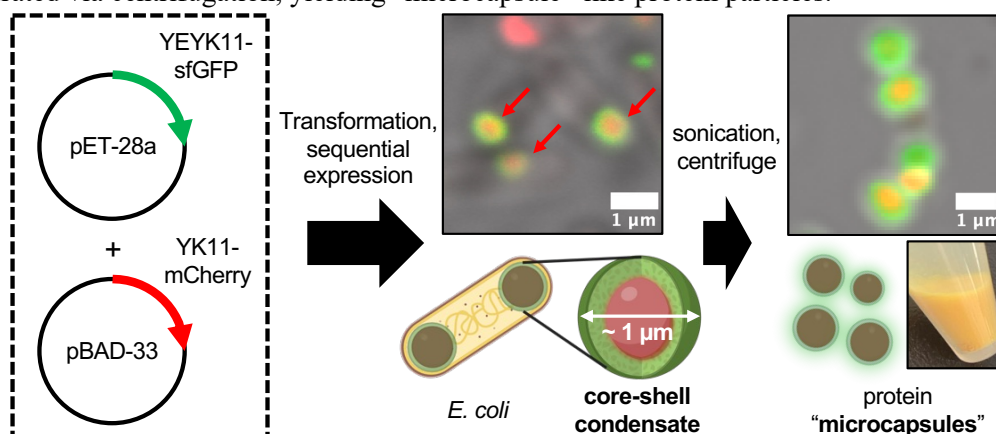 YEYK11-
sfGFP
pET-28a
+
YK11-
mCherry
pBAD-33
Transformation,
sequential
expression
1 µm
~ 1 µm
E. coli
core-shell
condensate
sonication,
centrifuge
1 µm
protein
“microcapsules”